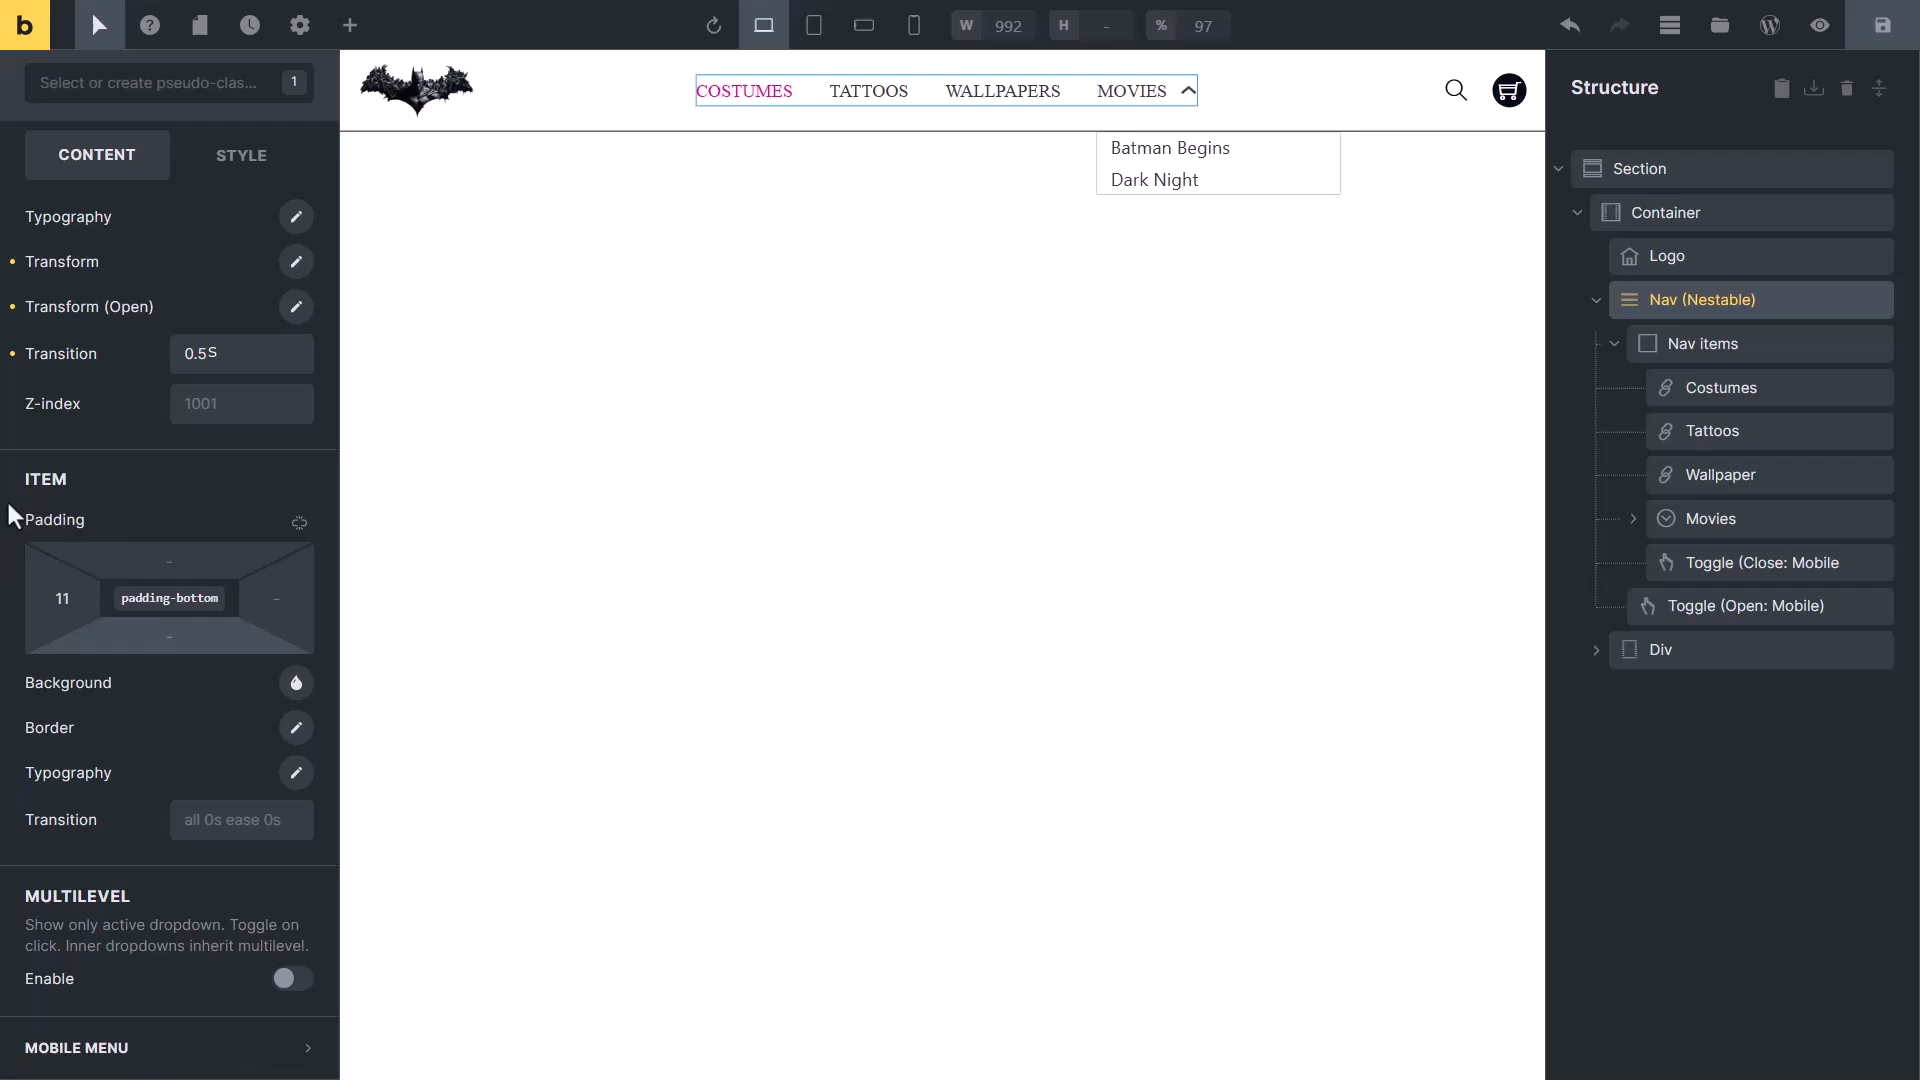 b
W 992
H -
% 97
Select or create pseudo-clas... 1
CONTENT
STYLE
Typography
Transform
Transform (Open)
Transition 0.5s
Z-index 1001
ITEM
Padding
-
11 padding-bottom -
-
Background
Border
Typography
Transition all 0s ease 0s
MULTILEVEL
Show only active dropdown. Toggle on
click. Inner dropdowns inherit multilevel.
Enable
MOBILE MENU
COSTUMES TATTOOS WALLPAPERS MOVIES
Batman Begins
Dark Night
Structure
Section
Container
Logo
Nav (Nestable)
Nav items
Costumes
Tattoos
Wallpaper
Movies
Toggle (Close: Mobile
Toggle (Open: Mobile)
Div